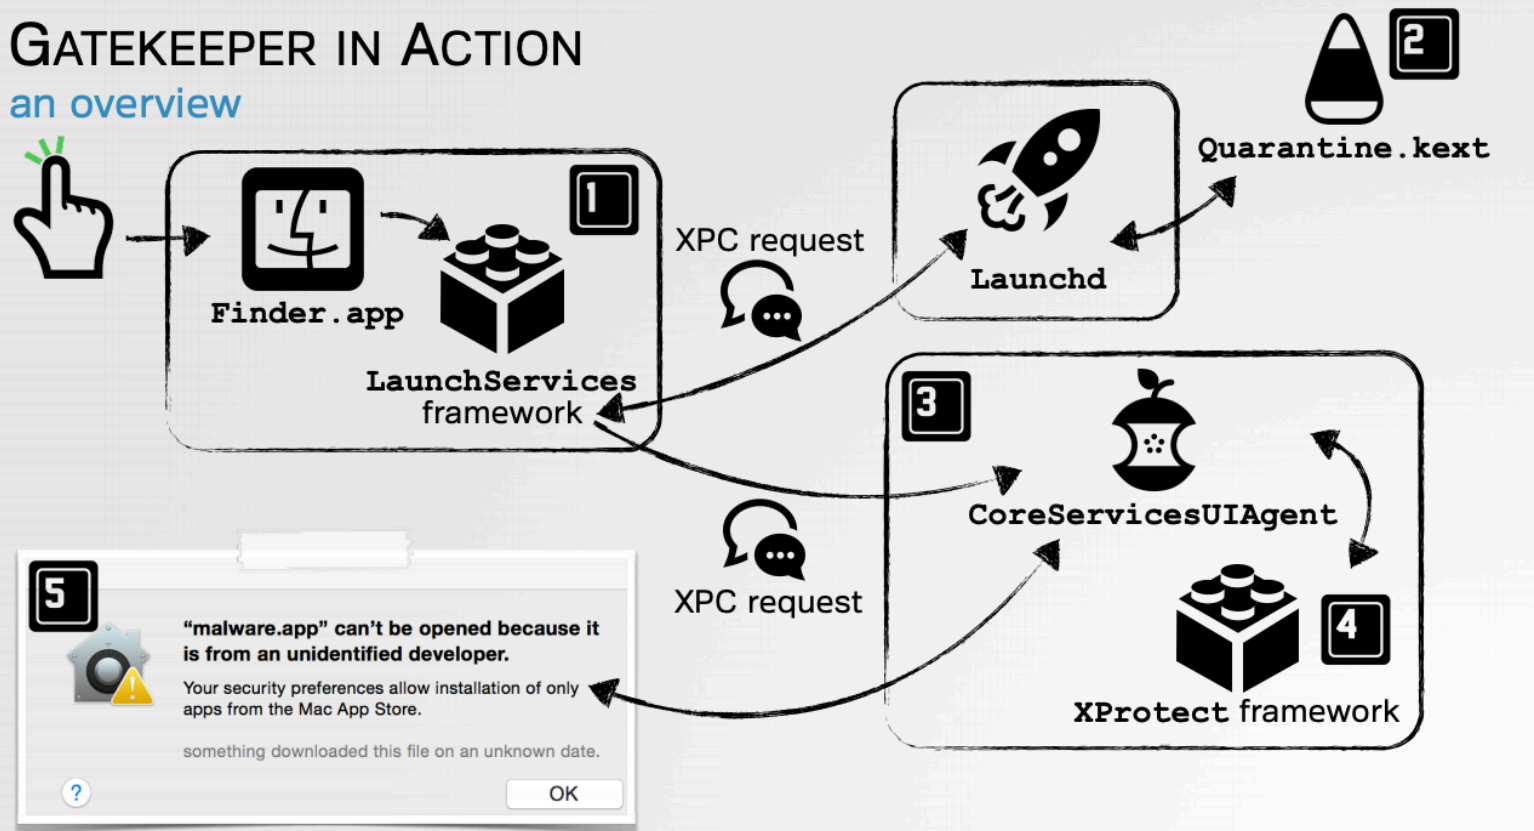 GATEKEEPER IN ACTION
an overview
1
Finder.app
LaunchServices
framework
XPC request
Launchd
2
Quarantine.kext
3
CoreServicesUIAgent
XPC request
4
XProtect framework
5
“malware.app” can’t be opened because it
is from an unidentified developer.
Your security preferences allow installation of only
apps from the Mac App Store.
something downloaded this file on an unknown date.
?
OK